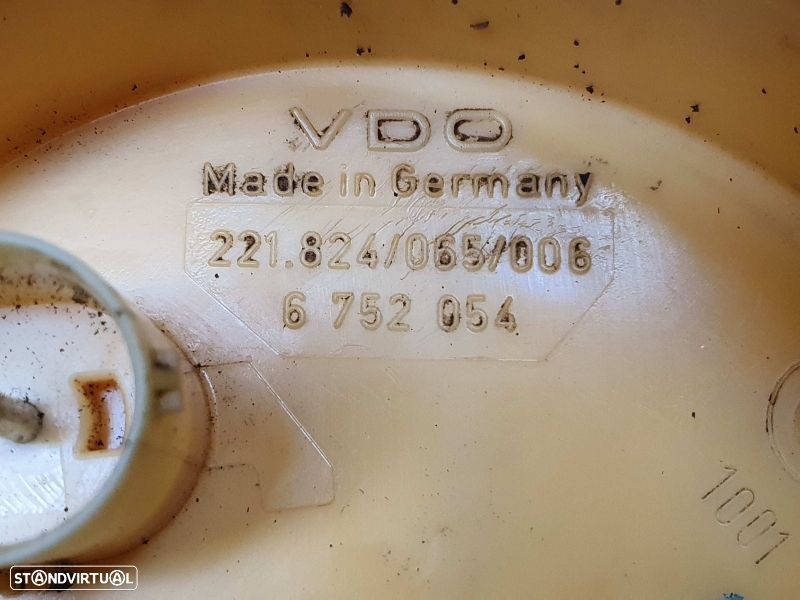 VDO
Made in Germany
221.824/065/006
6 752 054
1001
STANDVIRTUAL